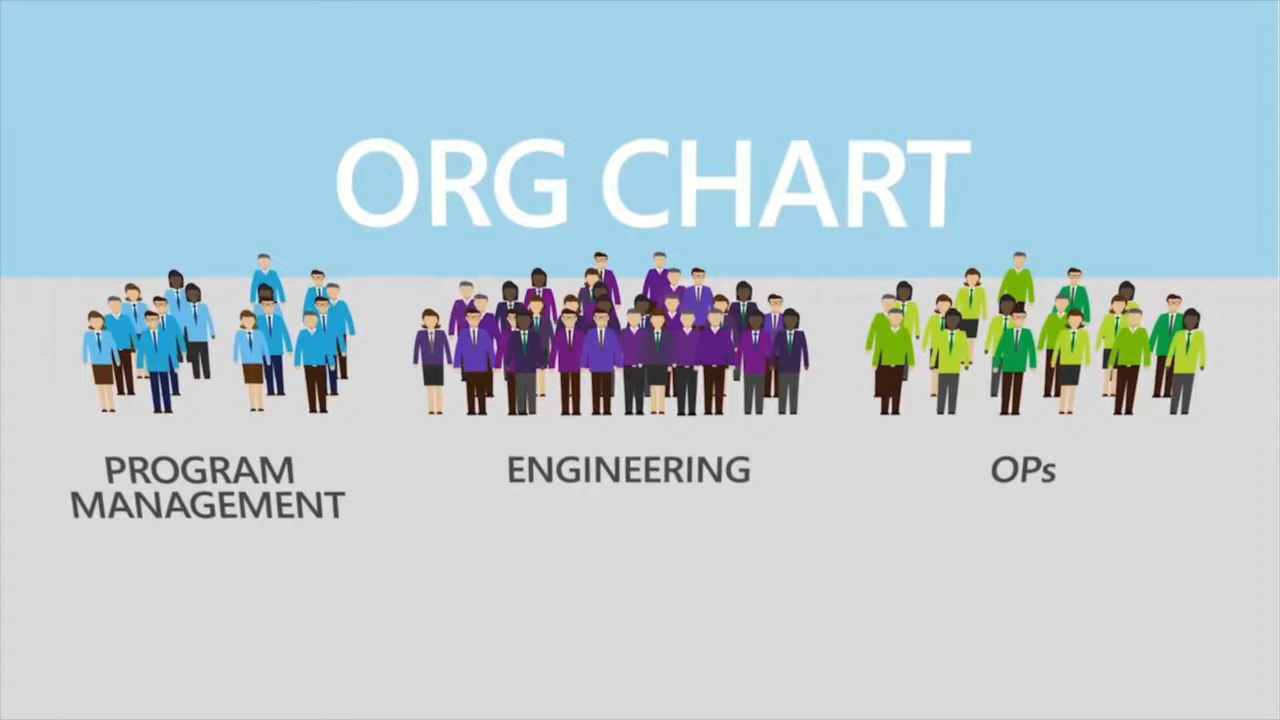 ORG CHART
PROGRAM
MANAGEMENT
ENGINEERING
OPs